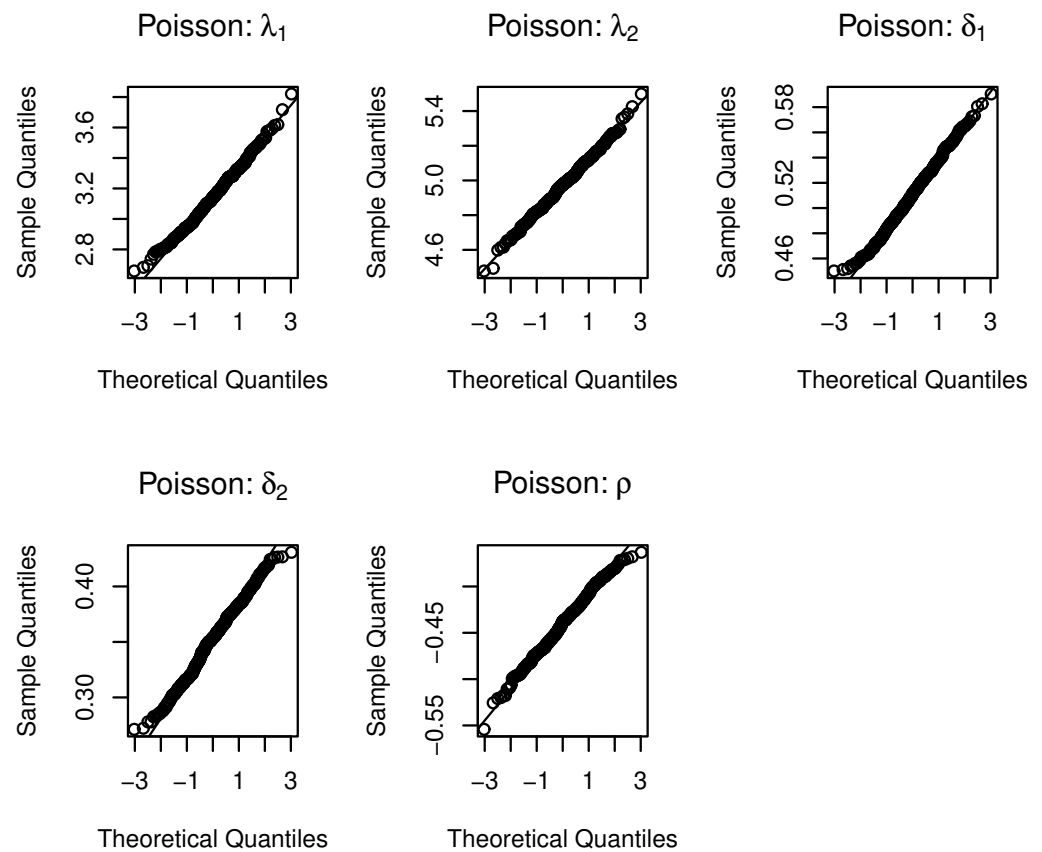 Poisson: λ₁
Poisson: λ₂
Poisson: δ₁
Sample Quantiles
2.8 3.2 3.6
−3 −1 1 3
Theoretical Quantiles
Sample Quantiles
4.6 5.0 5.4
−3 −1 1 3
Theoretical Quantiles
Sample Quantiles
0.46 0.52 0.58
−3 −1 1 3
Theoretical Quantiles
Poisson: δ₂
Poisson: ρ
Sample Quantiles
0.30 0.40
−3 −1 1 3
Theoretical Quantiles
Sample Quantiles
−0.55 −0.45
−3 −1 1 3
Theoretical Quantiles